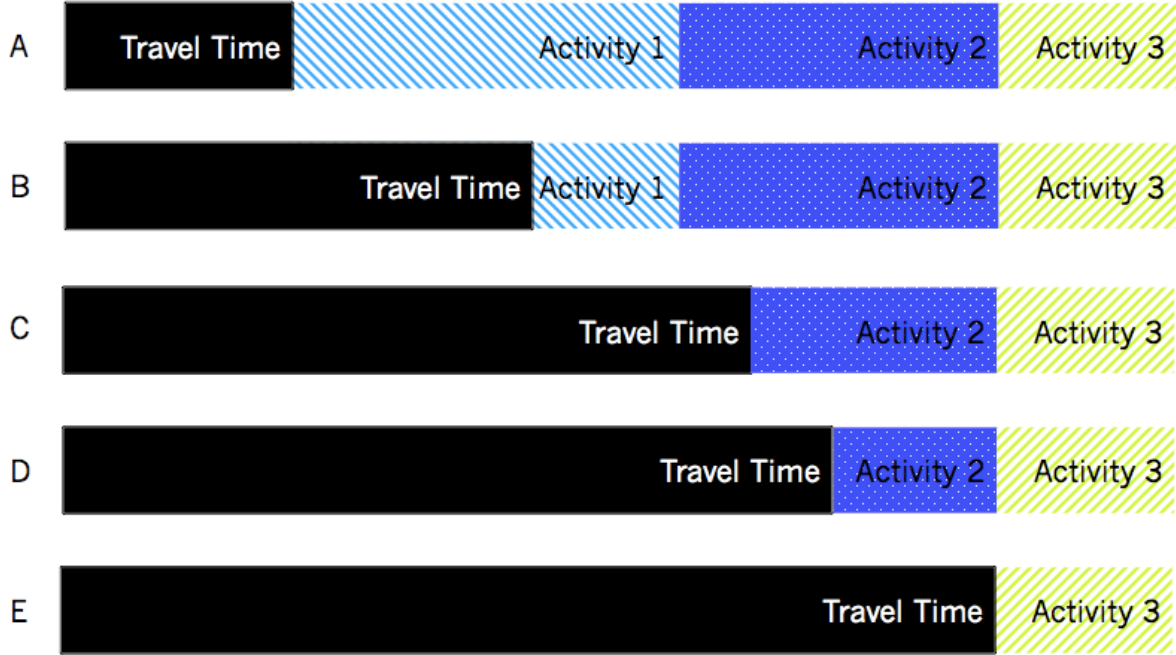 A Travel Time Activity 1 Activity 2 Activity 3
B Travel Time Activity 1 Activity 2 Activity 3
C Travel Time Activity 2 Activity 3
D Travel Time Activity 2 Activity 3
E Travel Time Activity 3